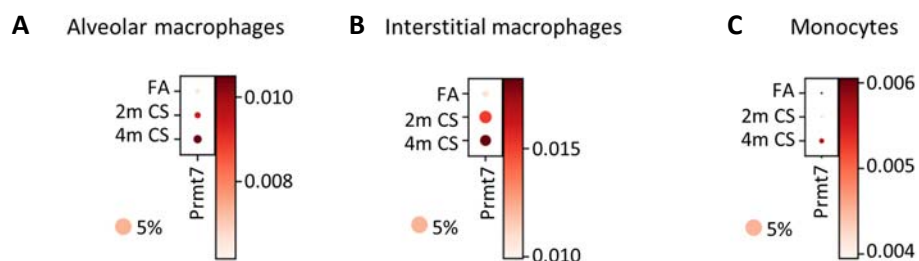 A Alveolar macrophages
FA
2m CS
4m CS
Prmt7
0.010
0.008
5%
B Interstitial macrophages
FA
2m CS
4m CS
Prmt7
0.015
0.010
5%
C Monocytes
FA
2m CS
4m CS
Prmt7
0.006
0.005
0.004
5%